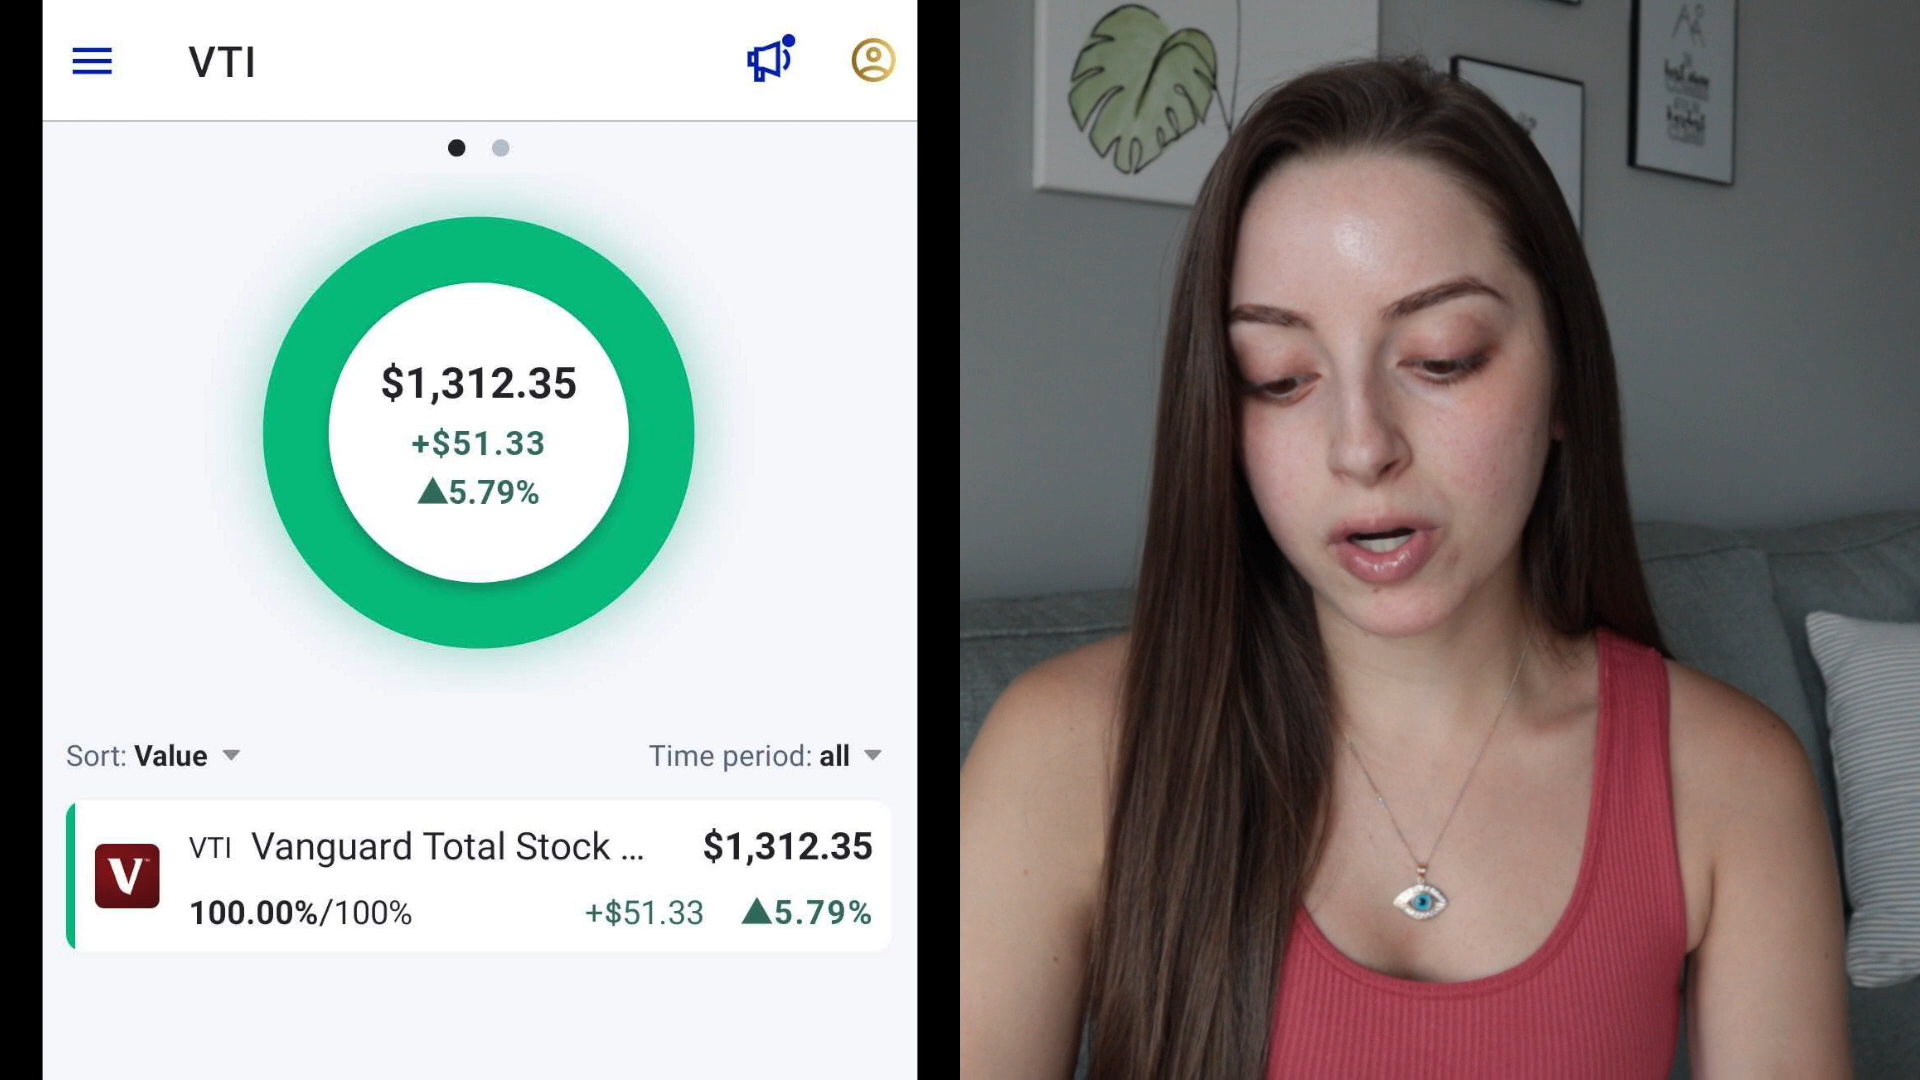 VTI
$1,312.35
+$51.33
▲5.79%
Sort: Value
Time period: all
VTI Vanguard Total Stock ... $1,312.35
V
100.00%/100% +$51.33 ▲5.79%